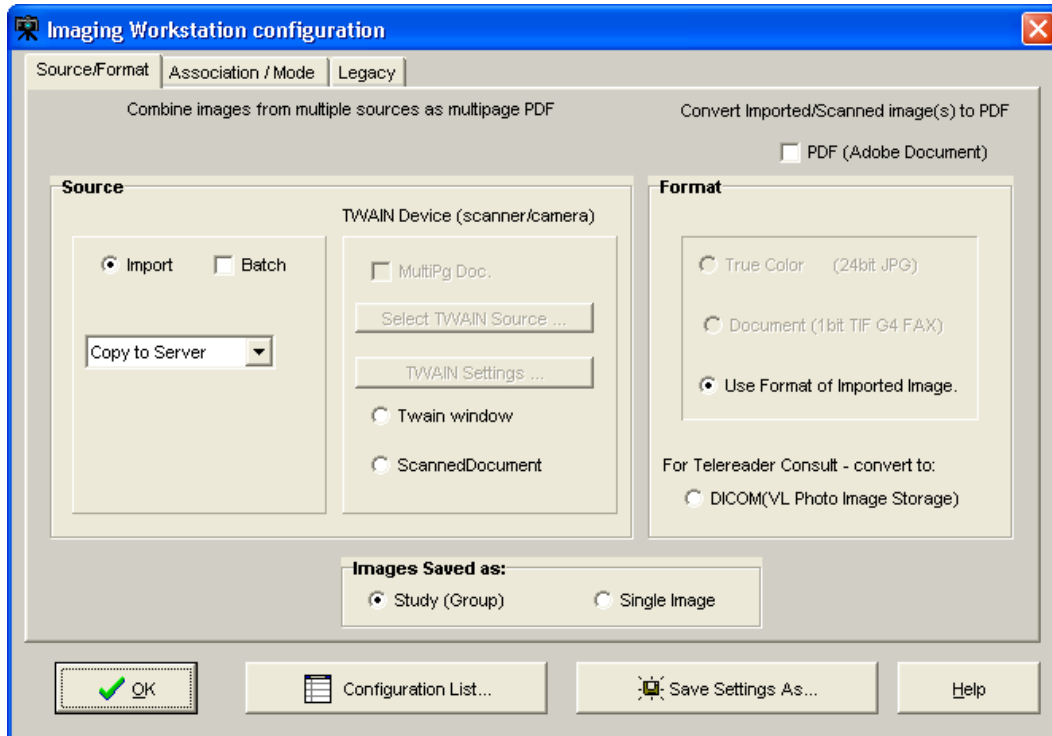 Imaging Workstation configuration
Source/Format Association / Mode Legacy
Combine images from multiple sources as multipage PDF
Convert Imported/Scanned image(s) to PDF
PDF (Adobe Document)
Source
TWAIN Device (scanner/camera)
Import Batch
Copy to Server
MultiPg Doc.
Select TWAIN Source ...
TWAIN Settings ...
Twain window
ScannedDocument
Format
True Color (24bit JPG)
Document (1bit TIF G4 FAX)
Use Format of Imported Image.
For Telereader Consult - convert to:
DICOM(VL Photo Image Storage)
Images Saved as:
Study (Group) Single Image
OK Configuration List... Save Settings As... Help